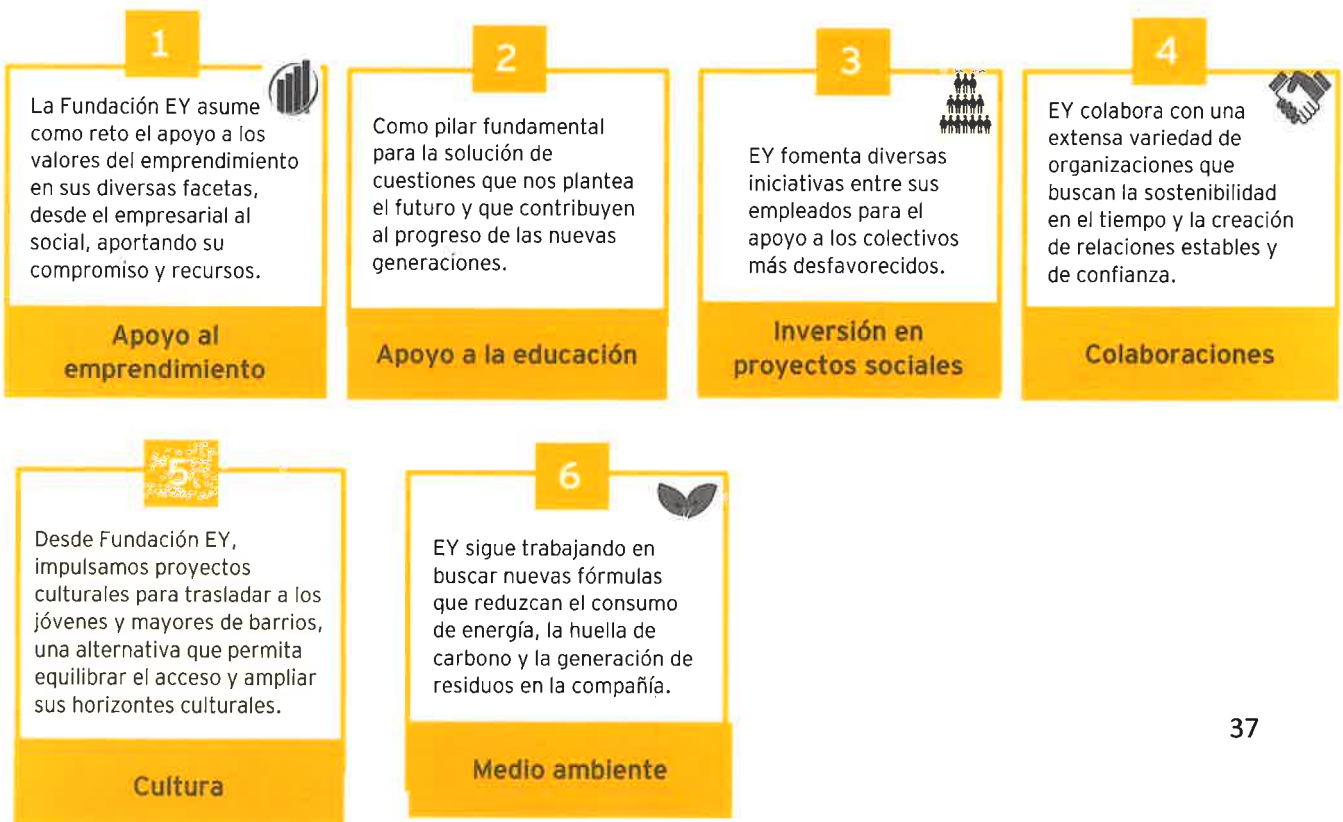 1
La Fundación EY asume
como reto el apoyo a los
valores del emprendimiento
en sus diversas facetas,
desde el empresarial al
social, aportando su
compromiso y recursos.
Apoyo al
emprendimiento
2
Como pilar fundamental
para la solución de
cuestiones que nos plantea
el futuro y que contribuyen
al progreso de las nuevas
generaciones.
Apoyo a la educación
3
EY fomenta diversas
iniciativas entre sus
empleados para el
apoyo a los colectivos
más desfavorecidos.
Inversión en
proyectos sociales
4
EY colabora con una
extensa variedad de
organizaciones que
buscan la sostenibilidad
en el tiempo y la creación
de relaciones estables y
de confianza.
Colaboraciones
5
Desde Fundación EY,
impulsamos proyectos
culturales para trasladar a los
jóvenes y mayores de barrios,
una alternativa que permita
equilibrar el acceso y ampliar
sus horizontes culturales.
Cultura
6
EY sigue trabajando en
buscar nuevas fórmulas
que reduzcan el consumo
de energía, la huella de
carbono y la generación de
residuos en la compañía.
Medio ambiente
37